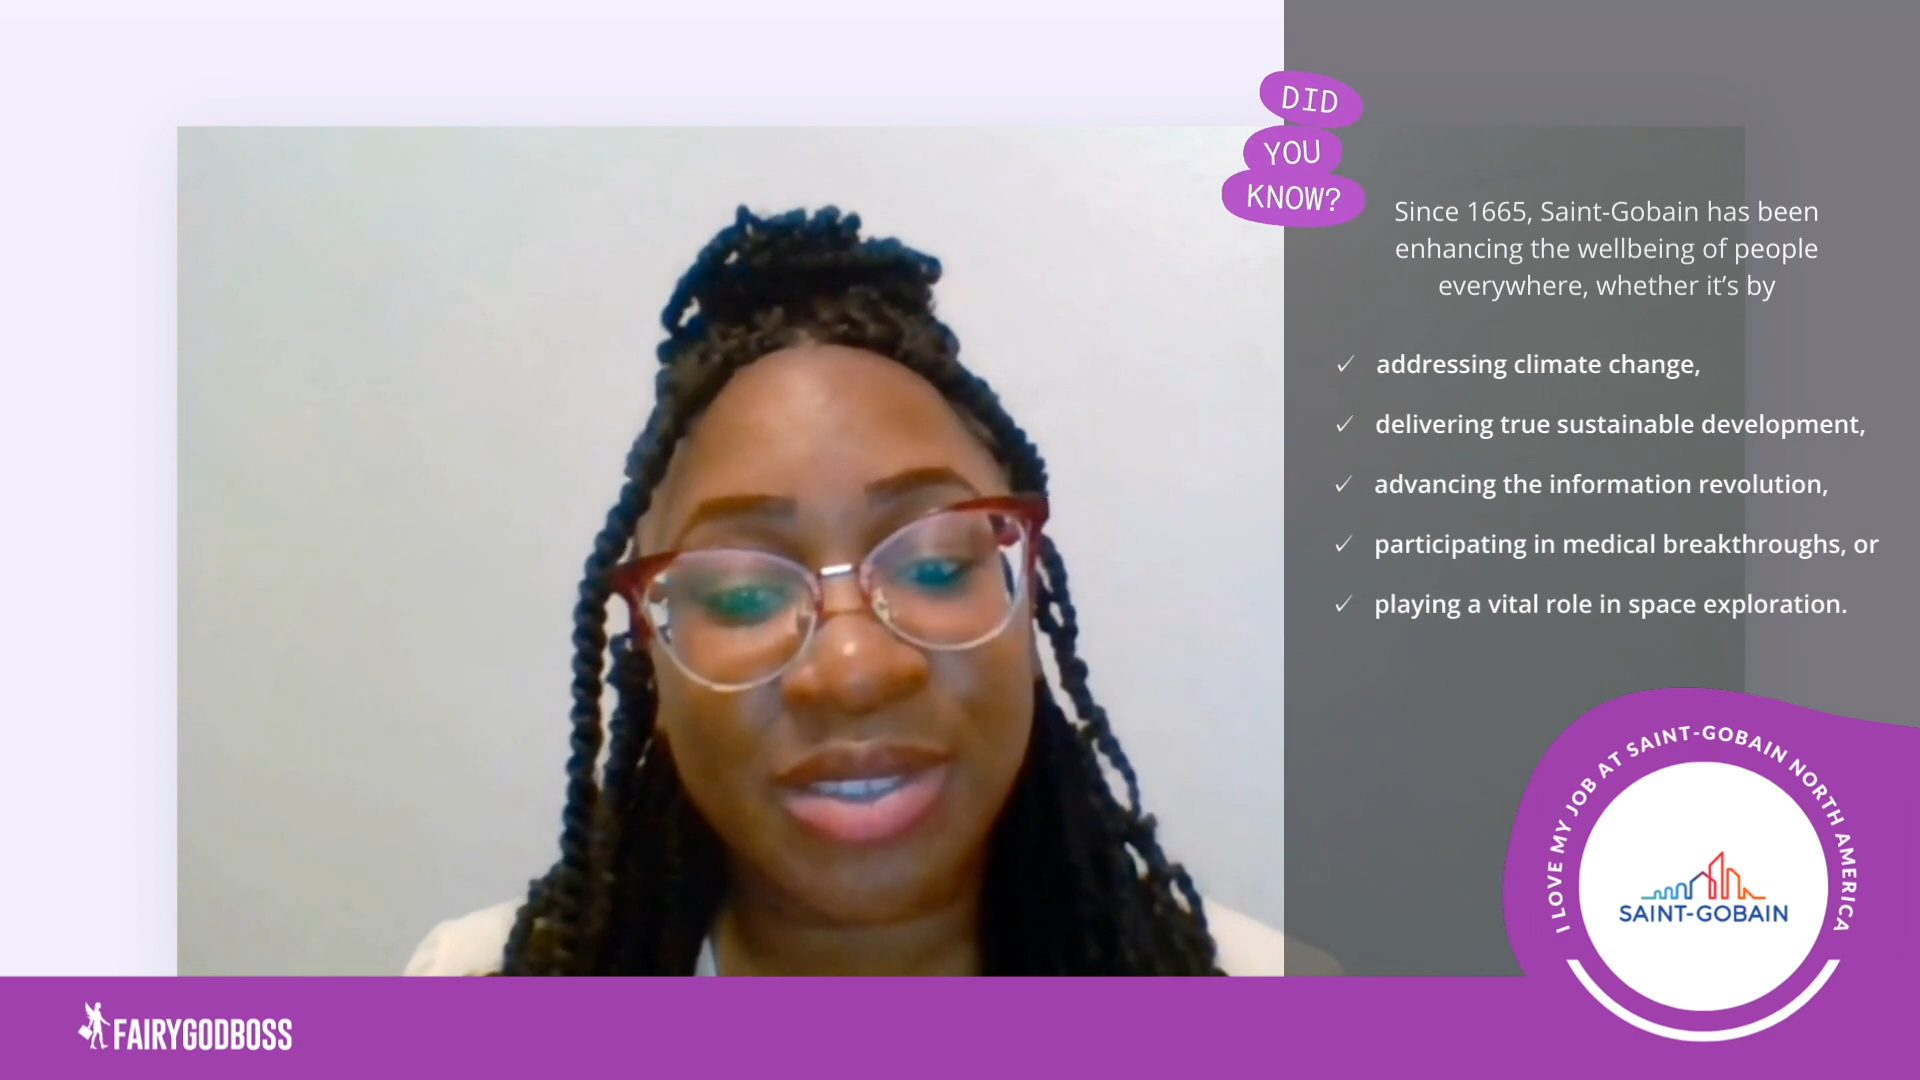 DID
YOU
KNOW?
Since 1665, Saint-Gobain has been
enhancing the wellbeing of people
everywhere, whether it’s by
✓ addressing climate change,
✓ delivering true sustainable development,
✓ advancing the information revolution,
✓ participating in medical breakthroughs, or
✓ playing a vital role in space exploration.
I LOVE MY JOB AT SAINT-GOBAIN NORTH AMERICA
SAINT-GOBAIN
FAIRYGODBOSS